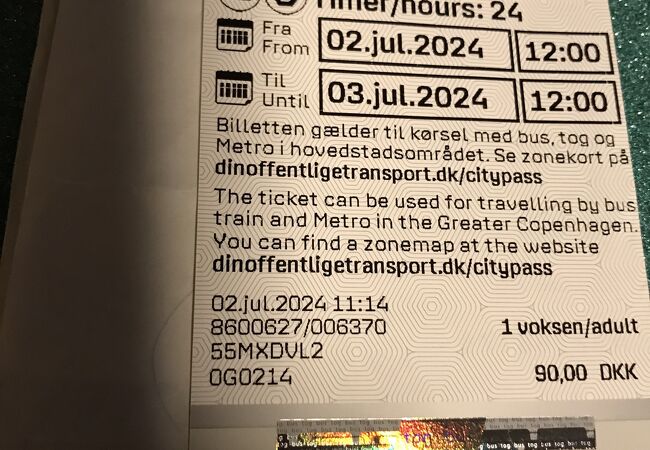 Timer/hours: 24
Fra 02.jul.2024 12:00
From
Til 03.jul.2024 12:00
Until
Billetten gælder til kørsel med bus, tog og
Metro i hovedstadsområdet. Se zonekort på
dinoffentligetransport.dk/citypass
The ticket can be used for travelling by bus
train and Metro in the Greater Copenhagen.
You can find a zonemap at the website
dinoffentligetransport.dk/citypass
02.jul.2024 11:14
8600627/006370 1 voksen/adult
55MXDVL2
0G0214 90,00 DKK